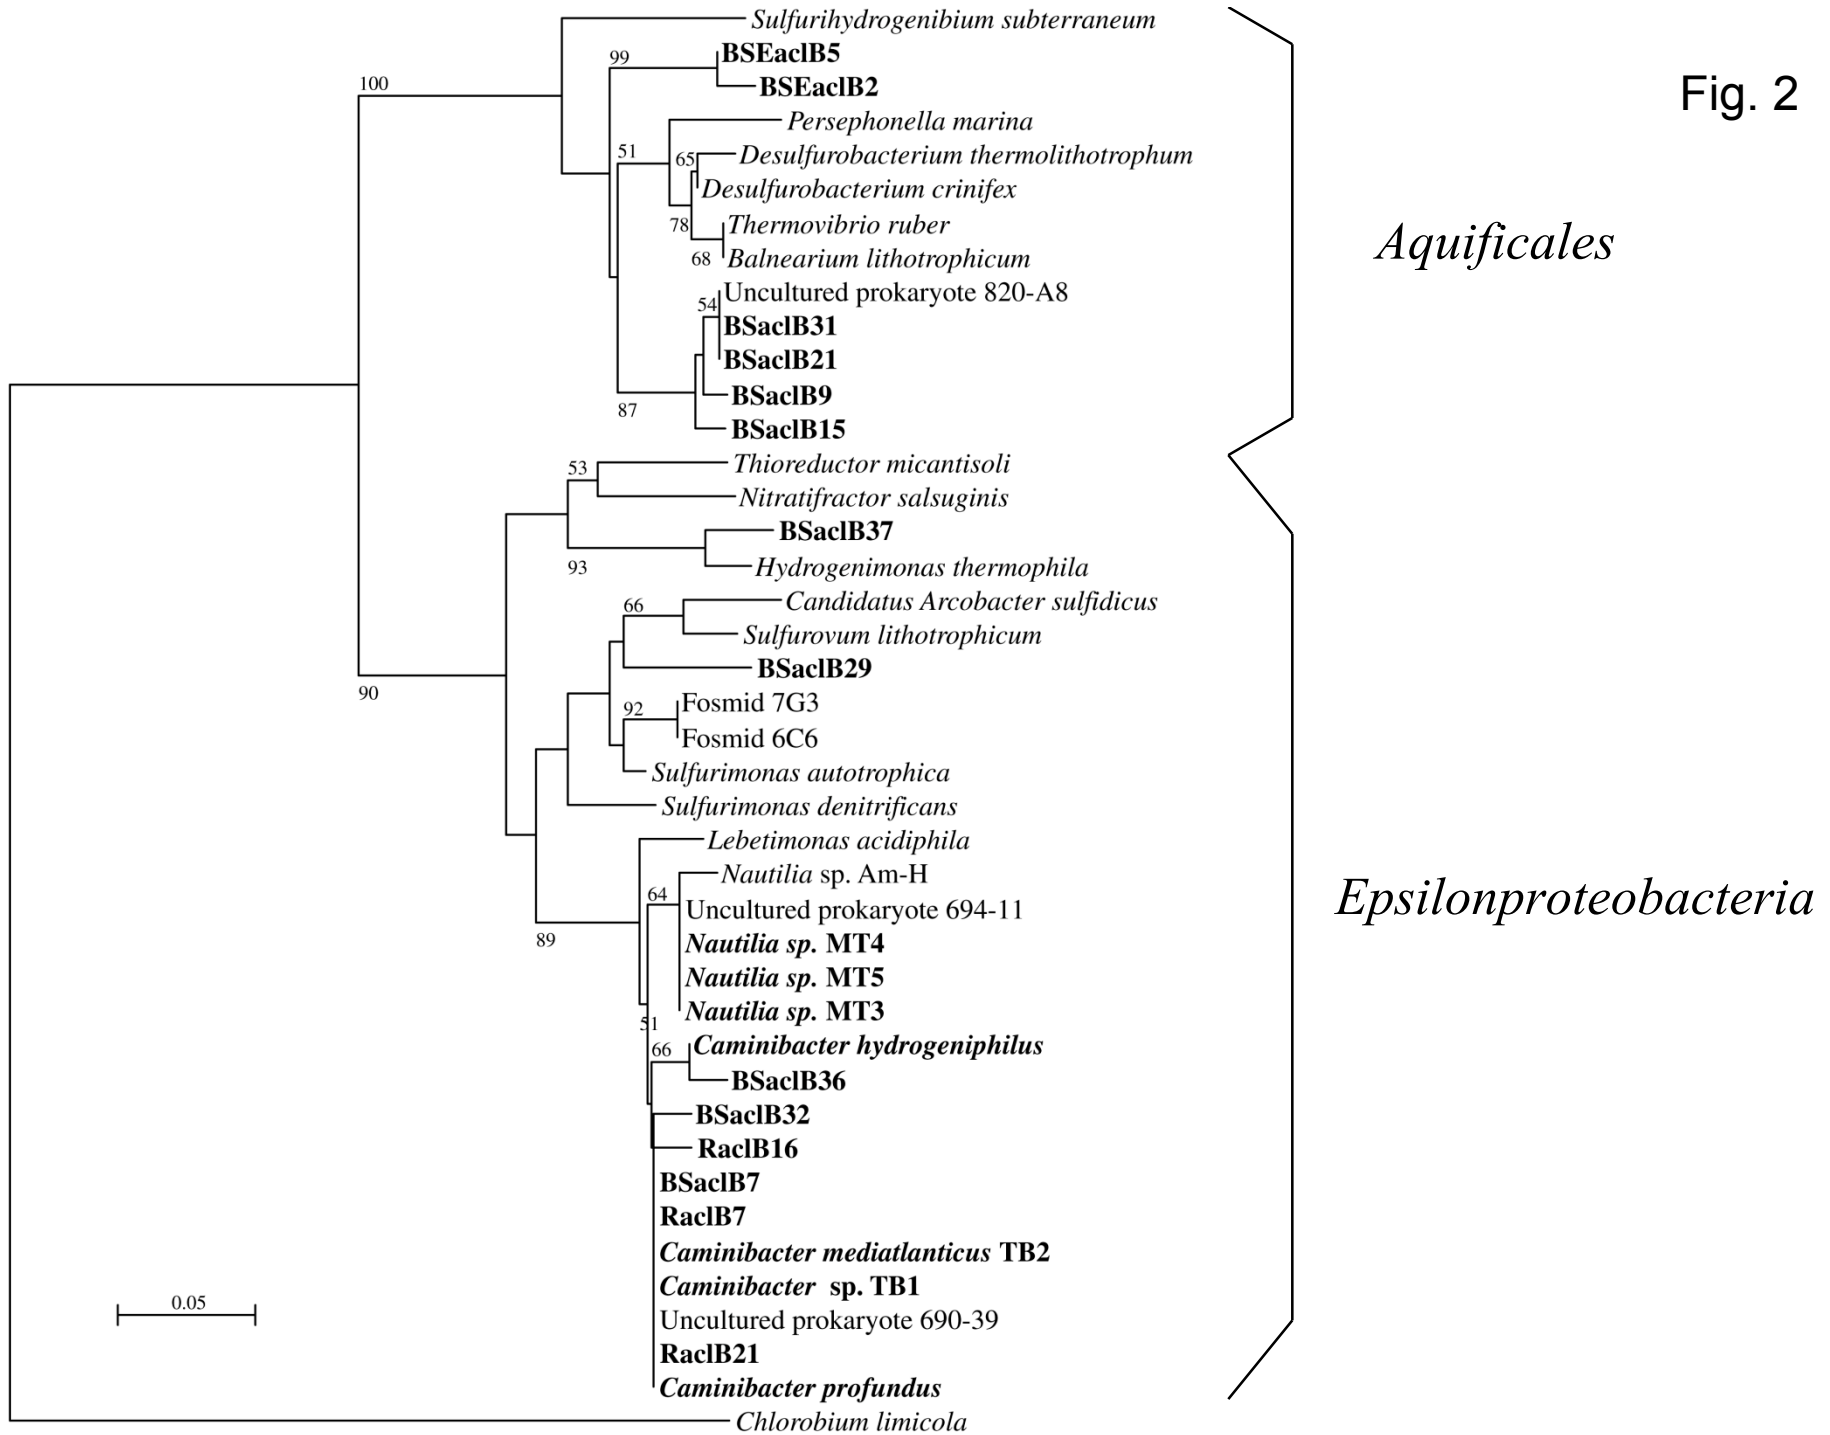 Sulfurihydrogenibium subterraneum
99
BSEaclB5
100
BSEaclB2
Fig. 2
Persephonella marina
51
65
Desulfurobacterium thermolithotrophum
Desulfurobacterium crinifex
78
Thermovibrio ruber
Aquificales
68
Balnearium lithotrophicum
Uncultured prokaryote 820-A8
54
BSaclB31
BSaclB21
BSaclB9
87
BSaclB15
53
Thioreductor micantisoli
Nitratifractor salsuginis
BSaclB37
93
Hydrogenimonas thermophila
66
Candidatus Arcobacter sulfidicus
Sulfurovum lithotrophicum
BSaclB29
90
92
Fosmid 7G3
Fosmid 6C6
Sulfurimonas autotrophica
Sulfurimonas denitrificans
Lebetimonas acidiphila
Nautilia sp. Am-H
64
Epsilonproteobacteria
Uncultured prokaryote 694-11
89
Nautilia sp. MT4
Nautilia sp. MT5
Nautilia sp. MT3
51
66
Caminibacter hydrogeniphilus
BSaclB36
BSaclB32
RaclB16
BSaclB7
RaclB7
Caminibacter mediatlanticus TB2
Caminibacter sp. TB1
0.05
Uncultured prokaryote 690-39
RaclB21
Caminibacter profundus
Chlorobium limicola